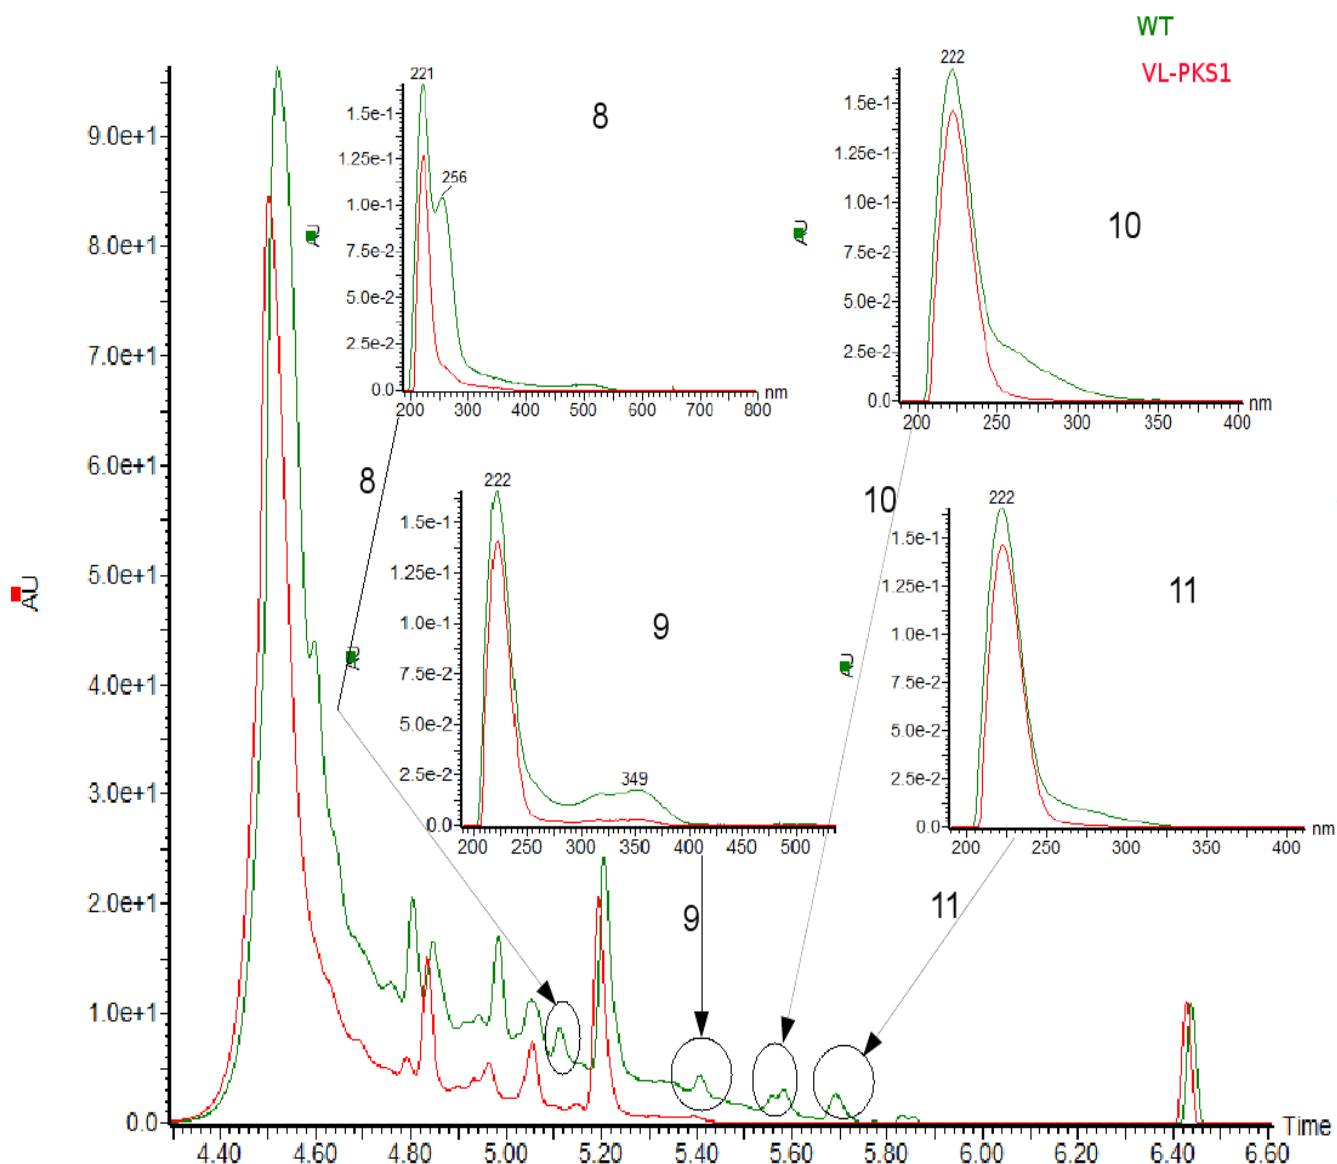 WT
VL-PKS1
221
256
8
1.5e-1
1.25e-1
1.0e-1
7.5e-2
5.0e-2
2.5e-2
0.0
AU
200 300 400 500 600 700 800 nm
222
10
1.5e-1
1.25e-1
1.0e-1
7.5e-2
5.0e-2
2.5e-2
0.0
AU
200 250 300 350 400 nm
8
10
222
349
9
1.5e-1
1.25e-1
1.0e-1
7.5e-2
5.0e-2
2.5e-2
0.0
AU
200 250 300 350 400 450 500
222
11
1.5e-1
1.25e-1
1.0e-1
7.5e-2
5.0e-2
2.5e-2
0.0
AU
200 250 300 350 400 nm
9
11
AU
9.0e+1
8.0e+1
7.0e+1
6.0e+1
5.0e+1
4.0e+1
3.0e+1
2.0e+1
1.0e+1
0.0
4.40 4.60 4.80 5.00 5.20 5.40 5.60 5.80 6.00 6.20 6.40 6.60 Time